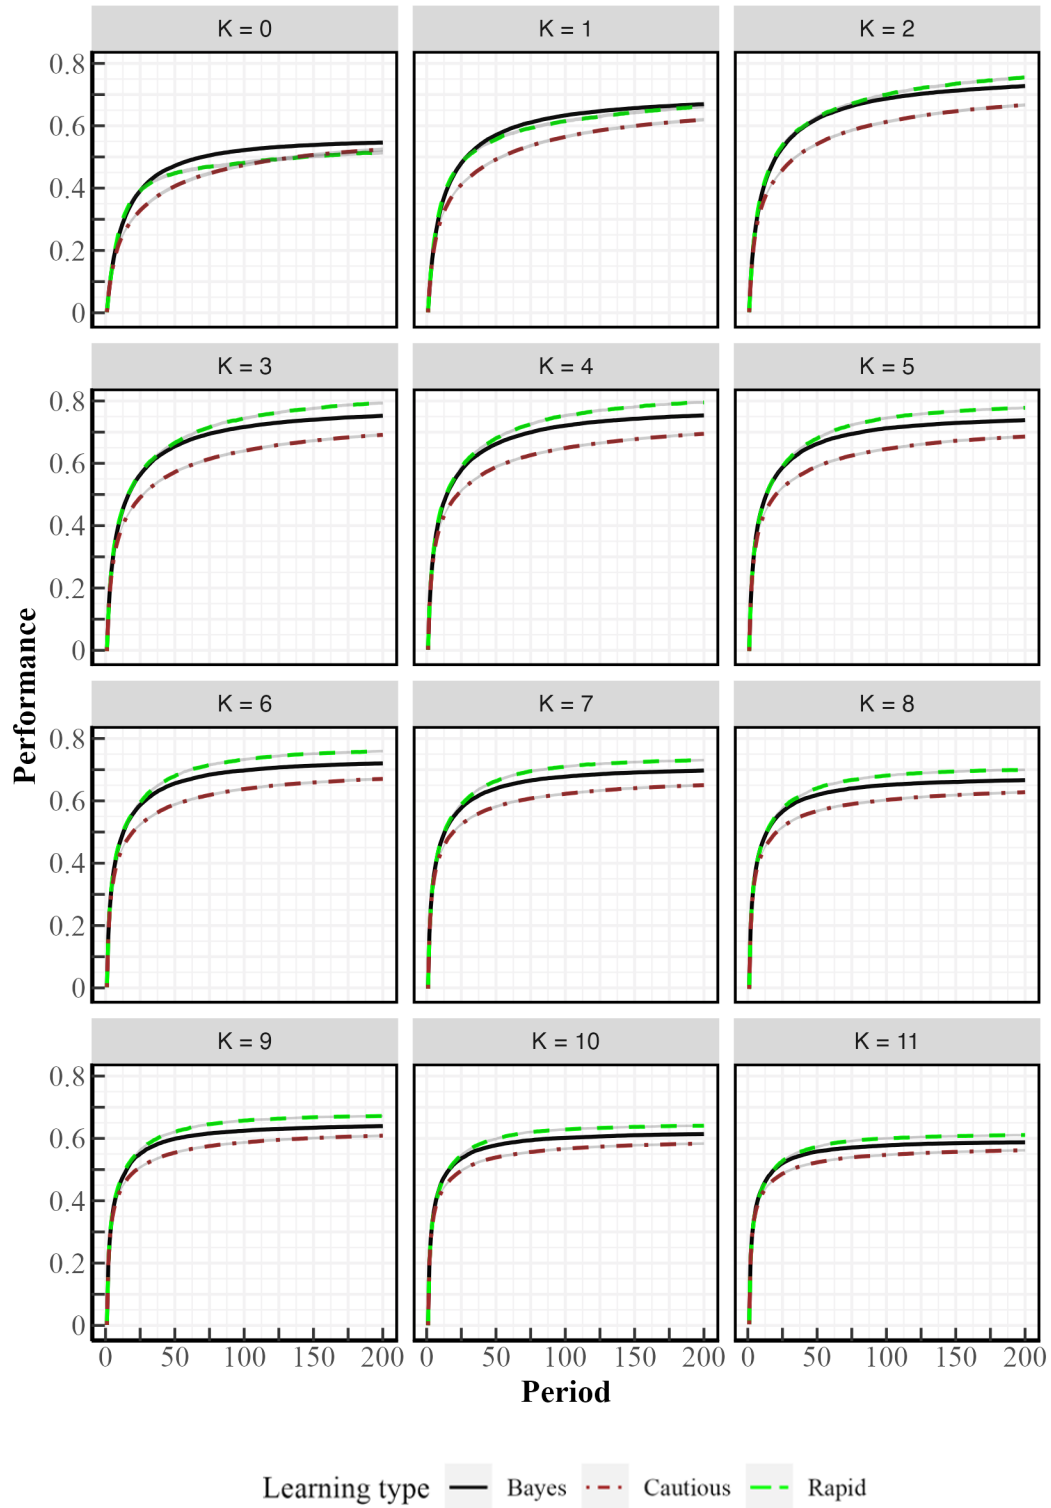 K = 0 K = 1 K = 2
0.8
0.6
0.4
0.2
0
K = 3 K = 4 K = 5
0.8
0.6
0.4
0.2
0
Performance
K = 6 K = 7 K = 8
0.8
0.6
0.4
0.2
0
K = 9 K = 10 K = 11
0.8
0.6
0.4
0.2
0
0 50 100 150 200 0 50 100 150 200 0 50 100 150 200
Period
Learning type Bayes Cautious Rapid